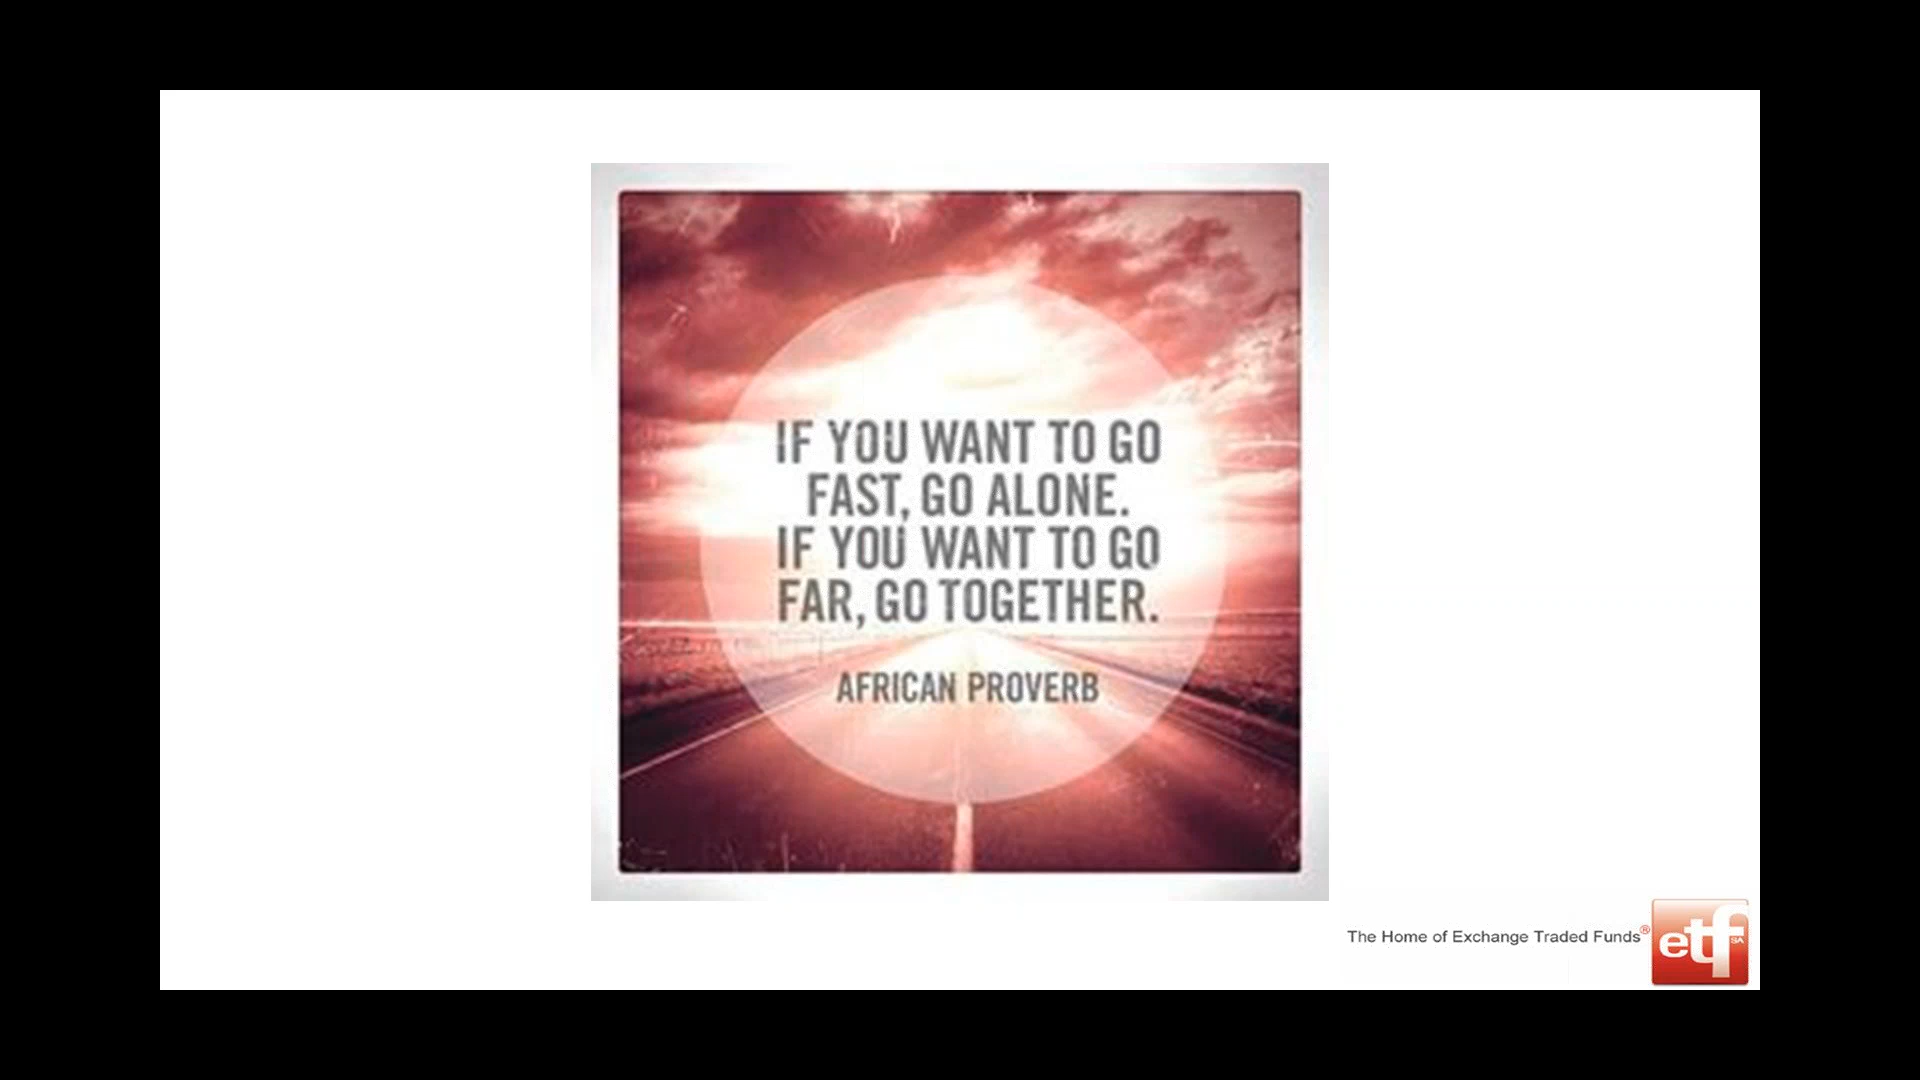 IF YOU WANT TO GO
FAST, GO ALONE.
IF YOU WANT TO GO
FAR, GO TOGETHER.
AFRICAN PROVERB
The Home of Exchange Traded Funds®
etf
SA